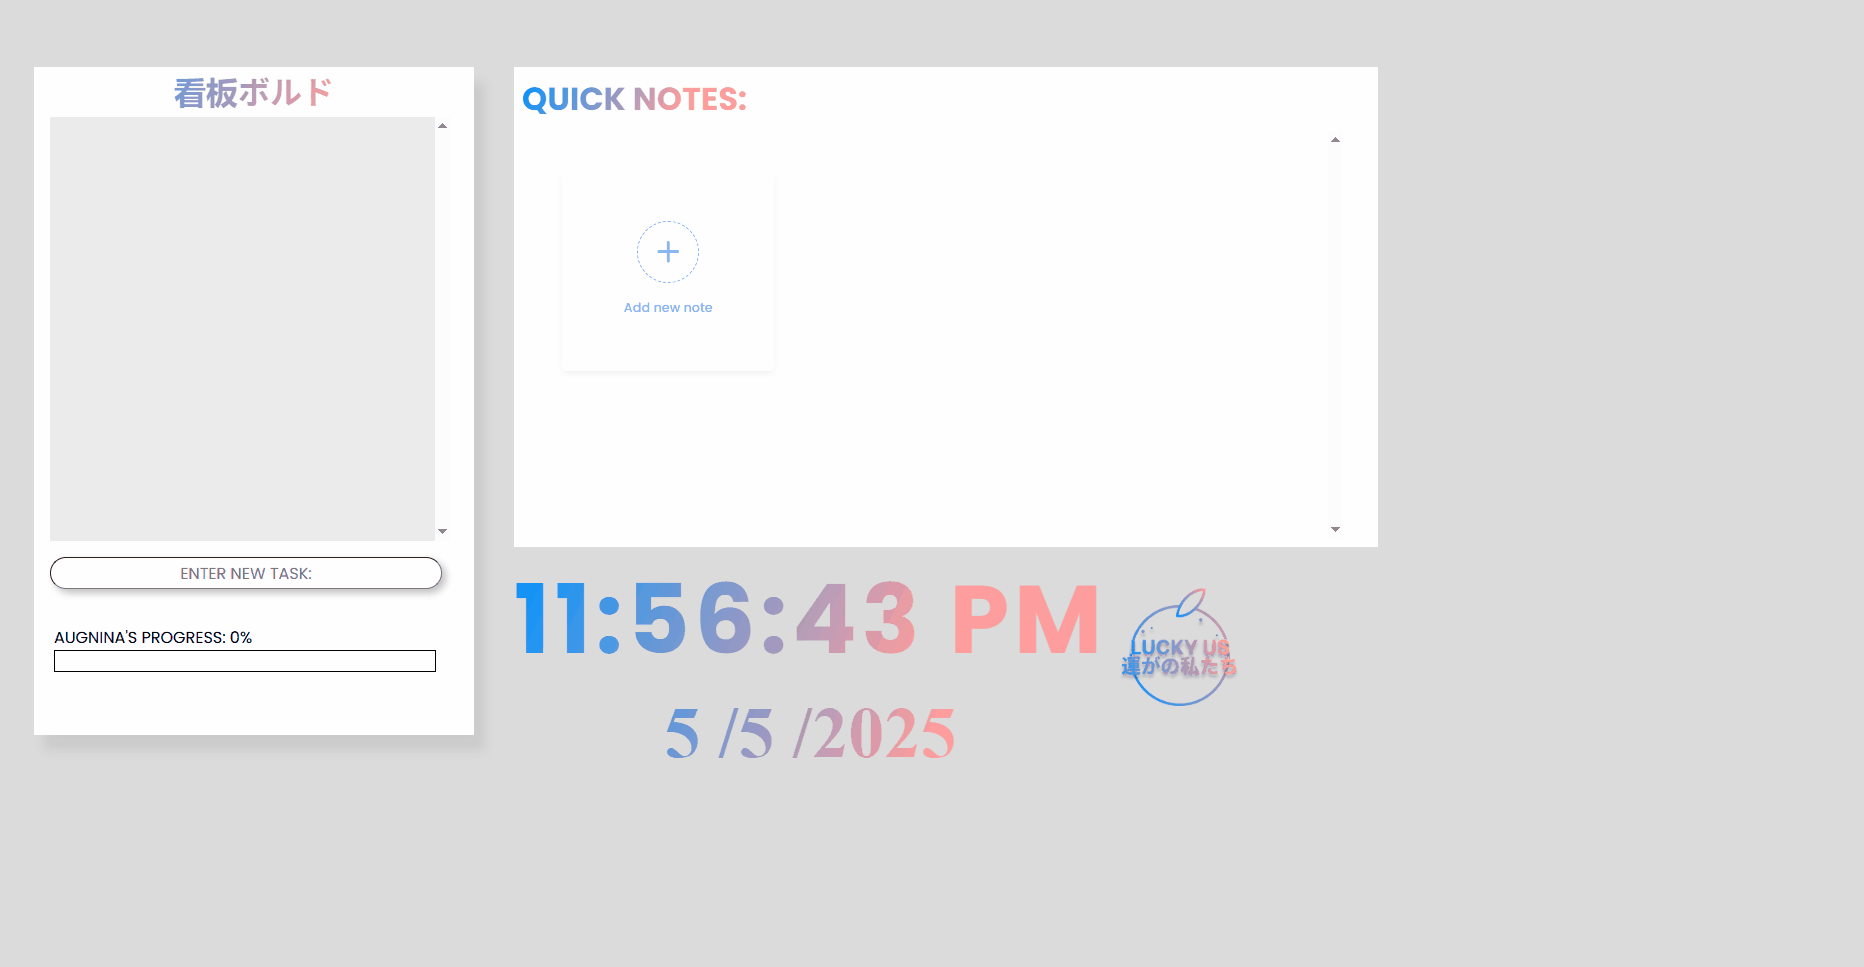 看板ボルド
ENTER NEW TASK:
AUGNINA'S PROGRESS: 0%
QUICK NOTES:
Add new note
11:56:43 PM
5 /5 /2025
LUCKY US
運がの私たち